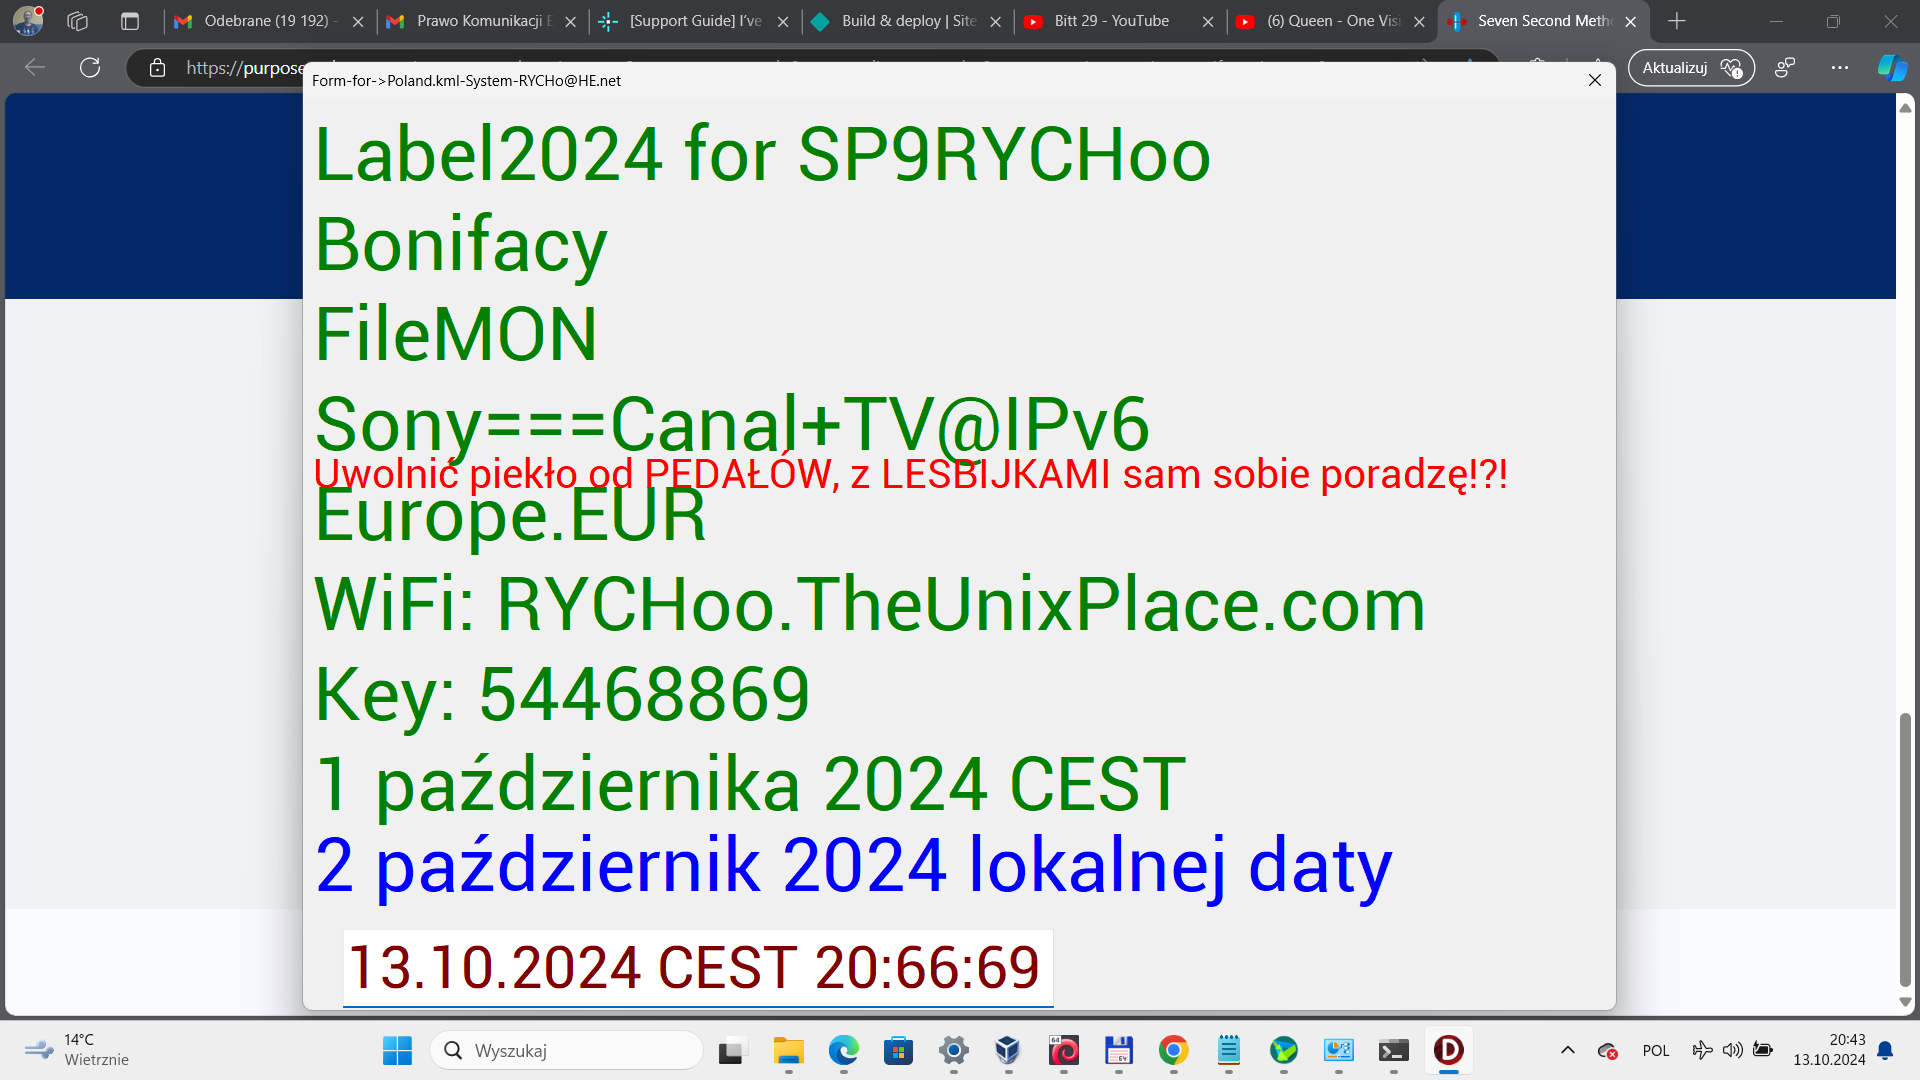 Odebrane (19 192) -
Prawo Komunikacji E
[Support Guide] I've
Build & deploy | Site
Bitt 29 - YouTube
(6) Queen - One Visi
Seven Second Metho
https://purpose
Aktualizuj
Form-for->Poland.kml-System-RYCHo@HE.net
Label2024 for SP9RYCHoo
Bonifacy
FileMON
Sony===Canal+TV@IPv6
Uwolnić piekło od PEDAŁÓW, z LESBIJKAMI sam sobie poradzę!?!
Europe.EUR
WiFi: RYCHoo.TheUnixPlace.com
Key: 54468869
1 października 2024 CEST
2 październik 2024 lokalnej daty
13.10.2024 CEST 20:66:69
14°C
Wietrznie
Wyszukaj
64
64
POL
20:43
13.10.2024